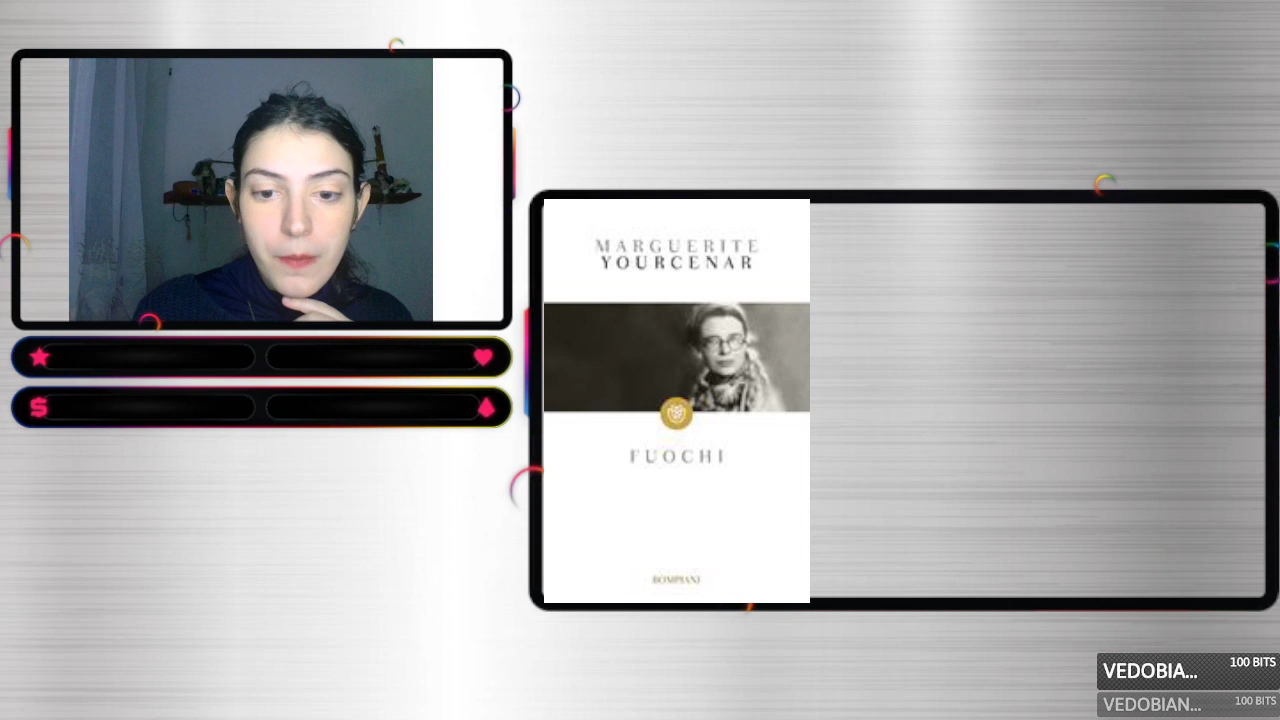 MARGUERITE
YOURCENAR
FUOCHI
BOMPIANI
VEDOBIA... 100 BITS
VEDOBIAN... 100 BITS